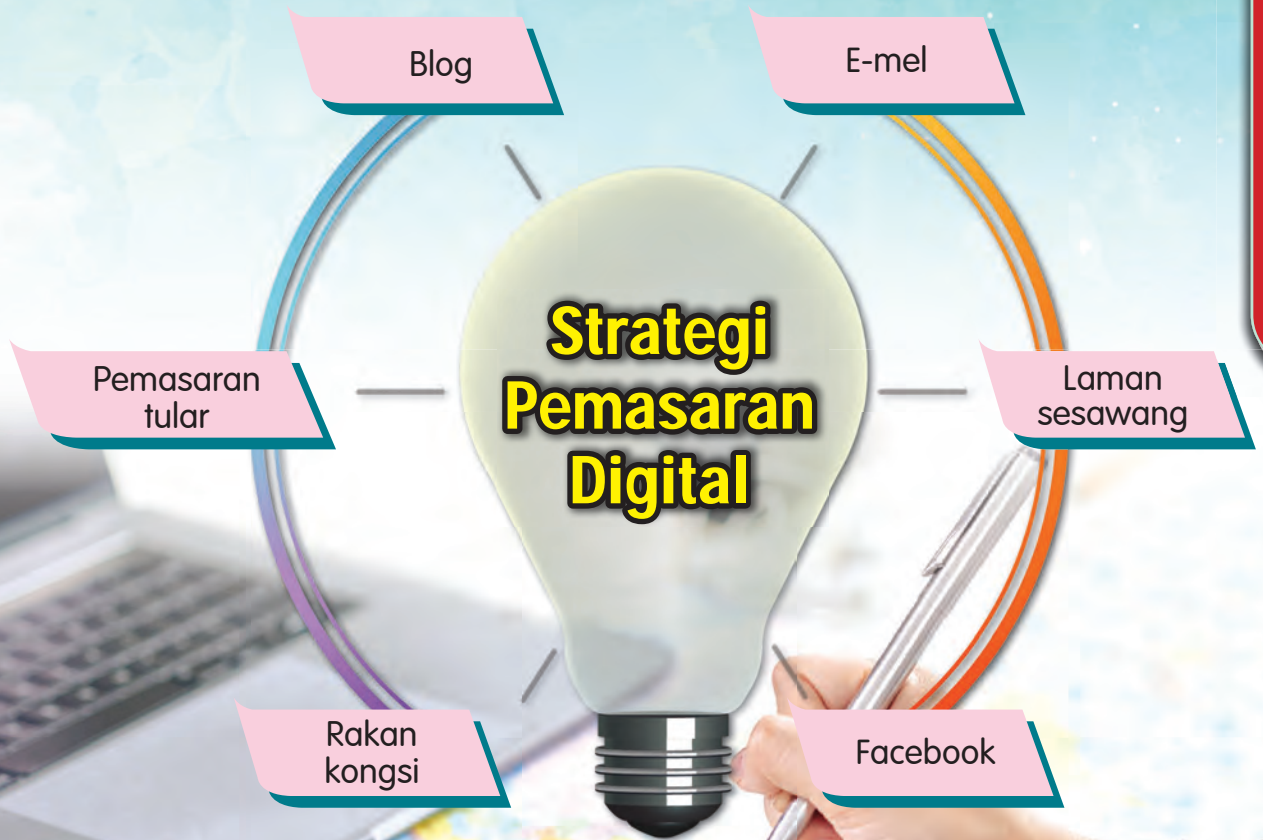 Blog
E-mel
Strategi
Pemasaran
Digital
Pemasaran
tular
Laman
sesawang
Rakan
kongsi
Facebook